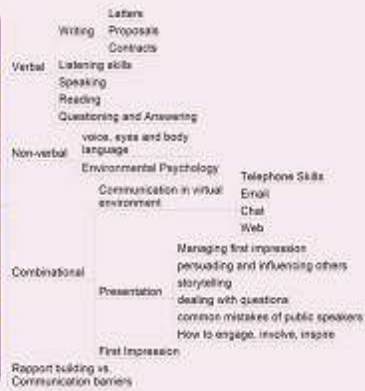 Letters
Writing Proposals
Contracts
Verbal Listening skills
Speaking
Reading
Questioning and Answering
voice, eyes and body
Non-verbal language
Environmental Psychology
Telephone Skills
Communication in virtual Email
environment Chat
Web
Managing first impression
persuading and influencing others
Combinational storytelling
Presentation dealing with questions
common mistakes of public speakers
How to engage, involve, inspire
First Impression
Rapport building vs.
Communication barriers